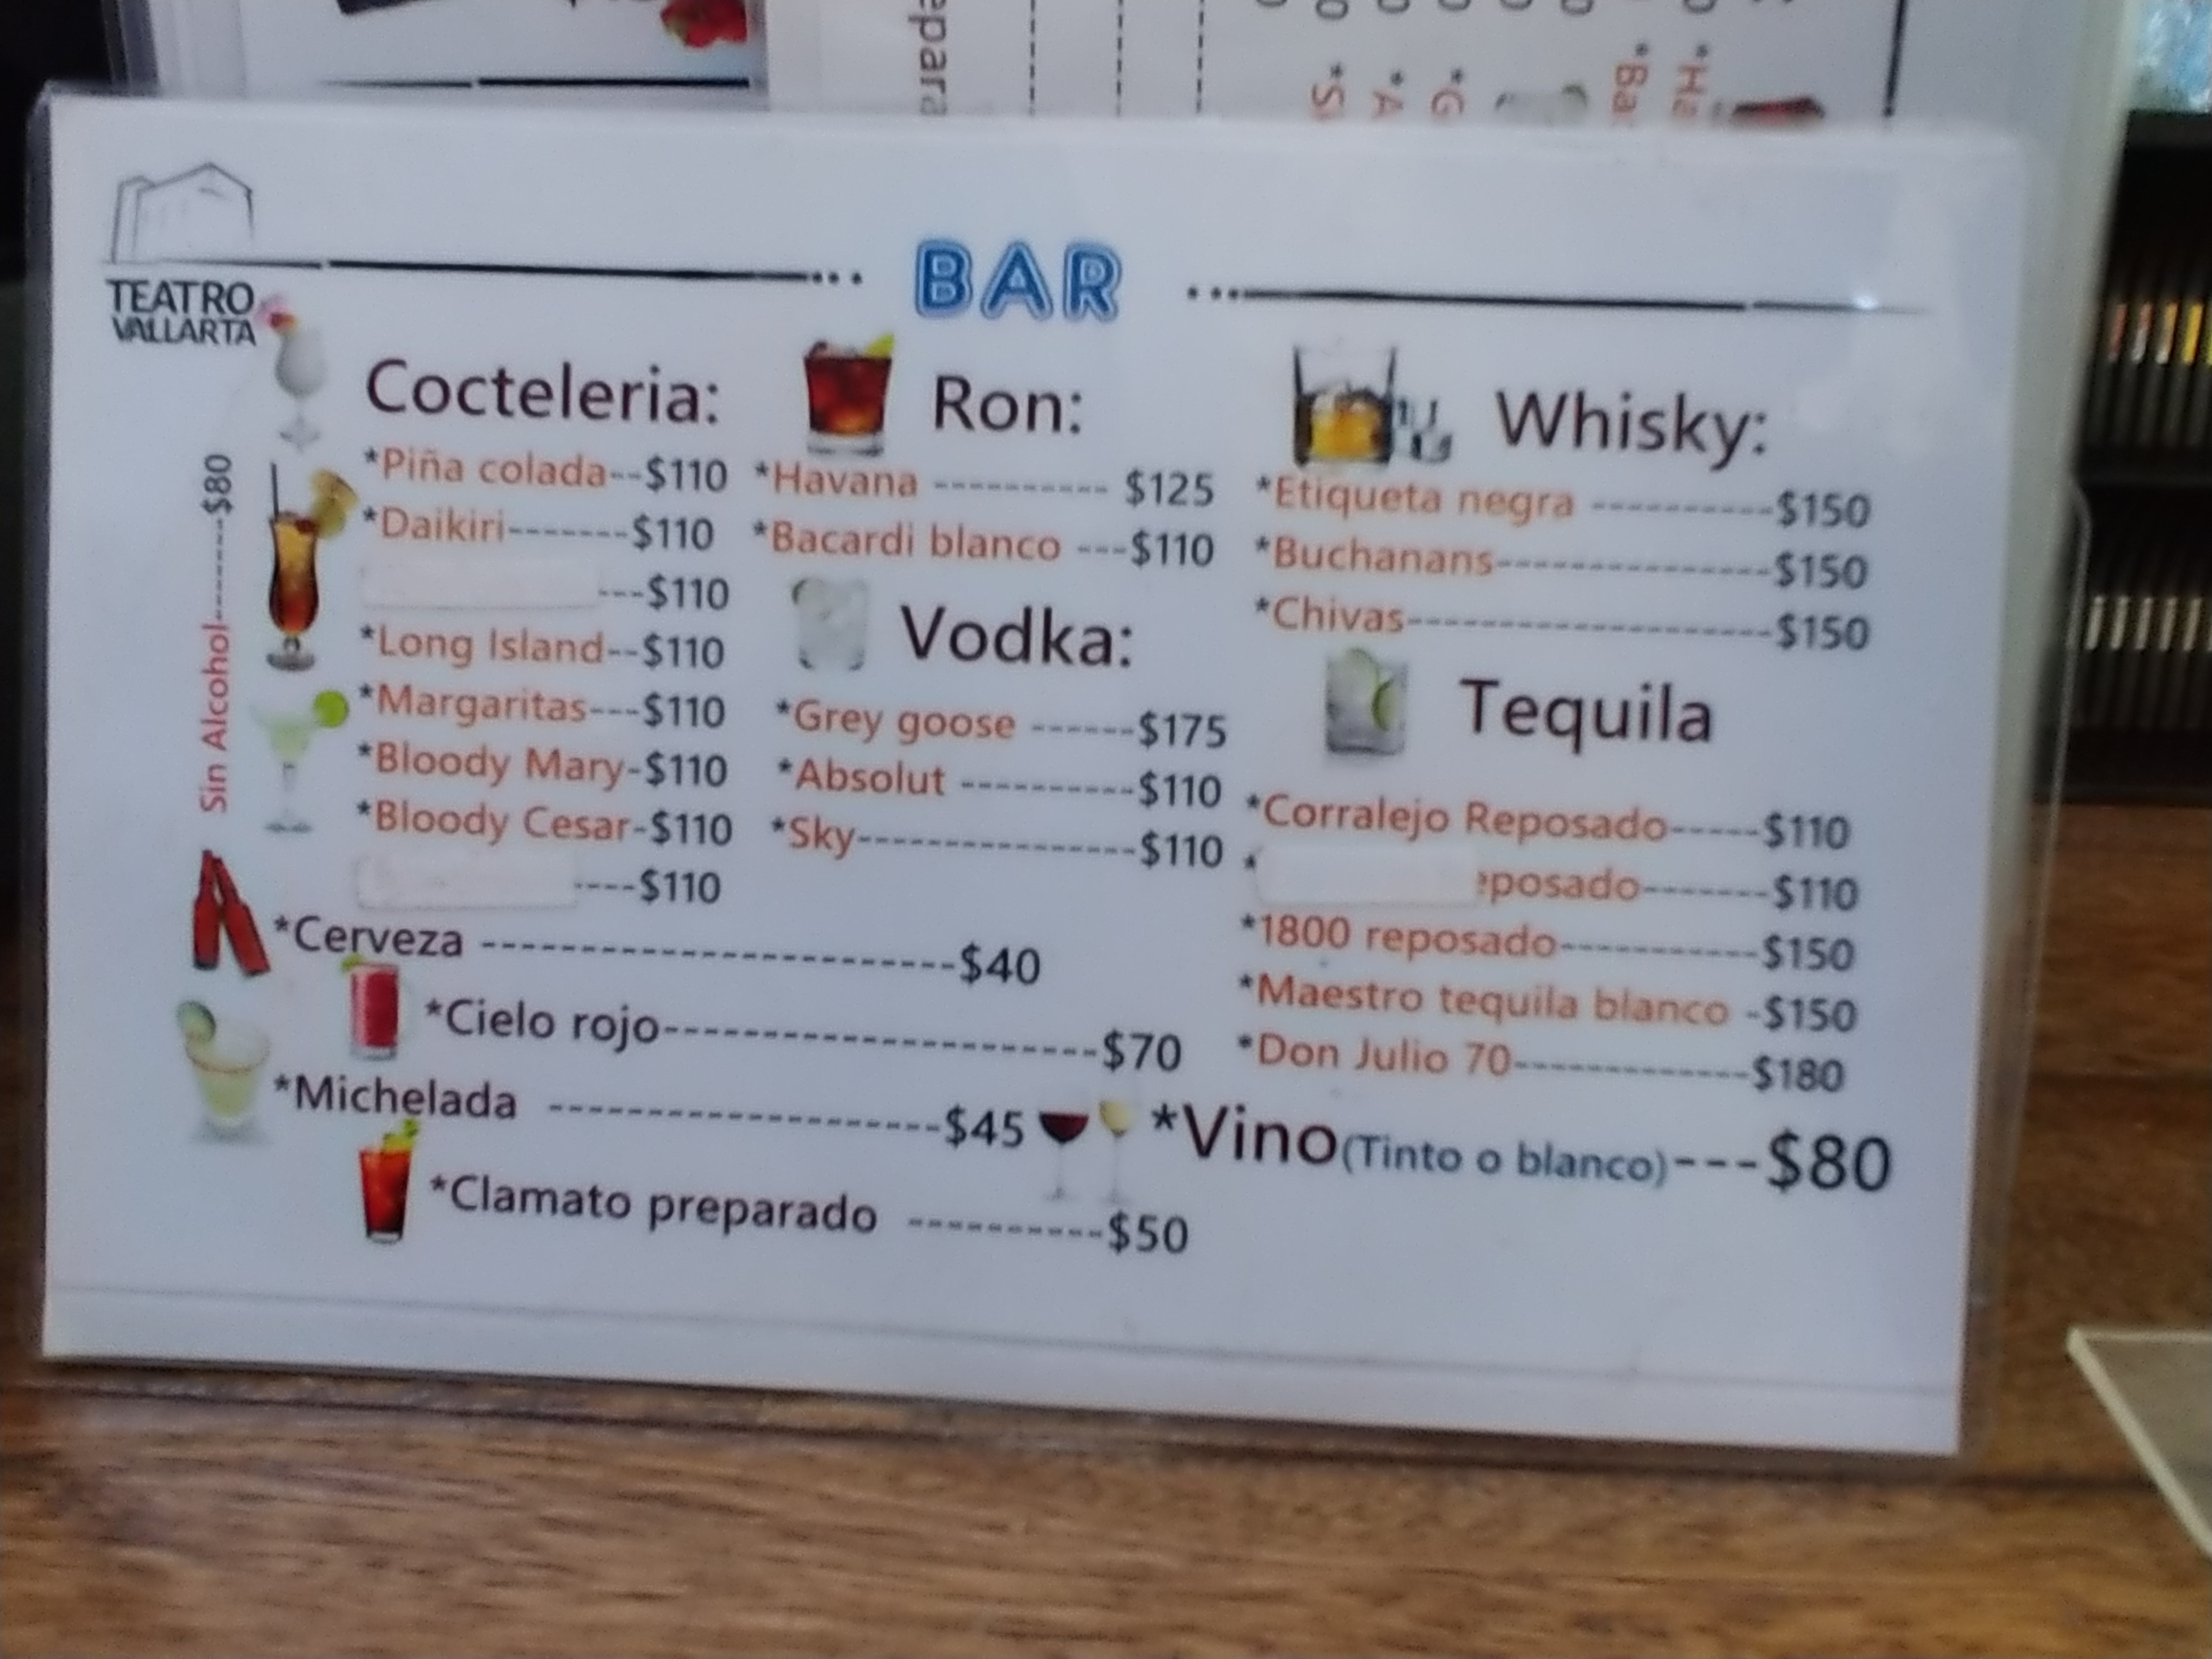 TEATRO
VALLARTA
BAR
Cocteleria:
*Piña colada--$110
*Daikiri-------$110
---$110
*Long Island--$110
*Margaritas---$110
*Bloody Mary-$110
*Bloody Cesar-$110
----$110
Sin Alcohol--------$80
*Cerveza ----------------------$40
*Cielo rojo---------------------$70
*Michelada -------------------$45
*Clamato preparado ----------$50
Ron:
*Havana ---------- $125
*Bacardi blanco ---$110
Vodka:
*Grey goose ------$175
*Absolut ----------$110
*Sky---------------$110
Whisky:
*Etiqueta negra ----------$150
*Buchanans---------------$150
*Chivas--------------------$150
Tequila
*Corralejo Reposado-----$110
* eposado-------$110
*1800 reposado-----------$150
*Maestro tequila blanco -$150
*Don Julio 70-------------$180
*Vino(Tinto o blanco)---$80